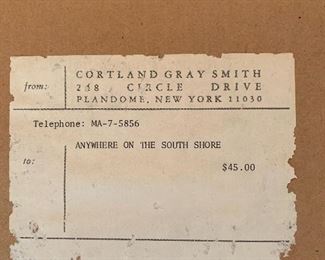 from:
CORTLAND GRAY SMITH
248 CIRCLE DRIVE
PLANDOME, NEW YORK 11030
Telephone: MA-7-5856
to:
ANYWHERE ON THE SOUTH SHORE
$45.00